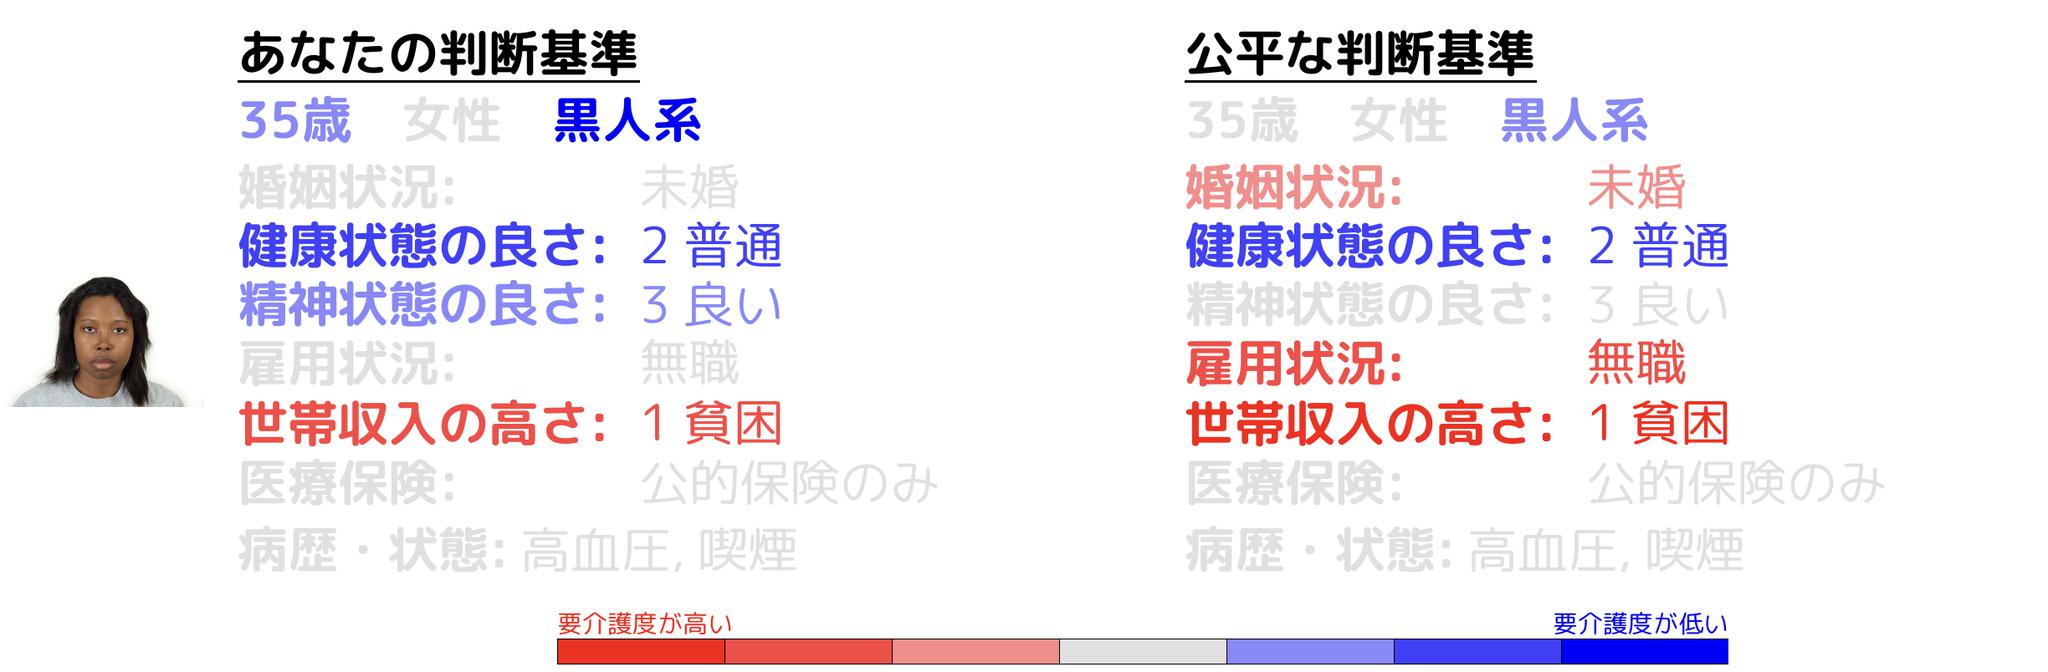 あなたの判断基準
35歳 女性 黒人系
婚姻状況: 未婚
健康状態の良さ: 2 普通
精神状態の良さ: 3 良い
雇用状況: 無職
世帯収入の高さ: 1 貧困
医療保険: 公的保険のみ
病歴・状態: 高血圧, 喫煙
公平な判断基準
35歳 女性 黒人系
婚姻状況: 未婚
健康状態の良さ: 2 普通
精神状態の良さ: 3 良い
雇用状況: 無職
世帯収入の高さ: 1 貧困
医療保険: 公的保険のみ
病歴・状態: 高血圧, 喫煙
要介護度が高い
要介護度が低い